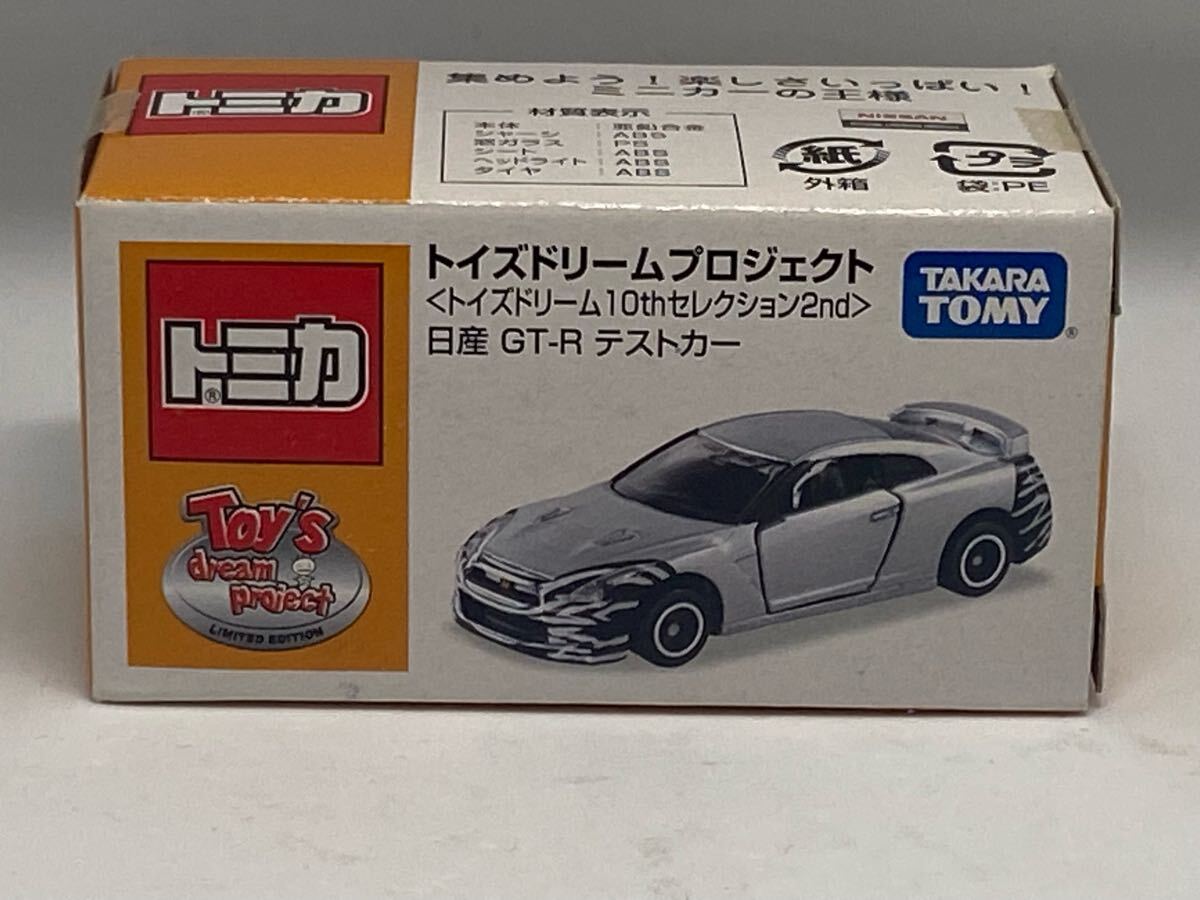 トミカ
集めよう!楽しさいっぱい!
ミニカーの王様
材質表示
本体 : 亜鉛合金
シャーシ : ABS
窓ガラス : PS
シート : ABS
ヘッドライト : ABS
タイヤ : ABS
NISSAN
紙
外箱
プラ
袋:PE
トミカ®
トイズドリームプロジェクト
<トイズドリーム10thセレクション2nd>
日産 GT-R テストカー
TAKARA
TOMY®
Toy's
dream
project
LIMITED EDITION